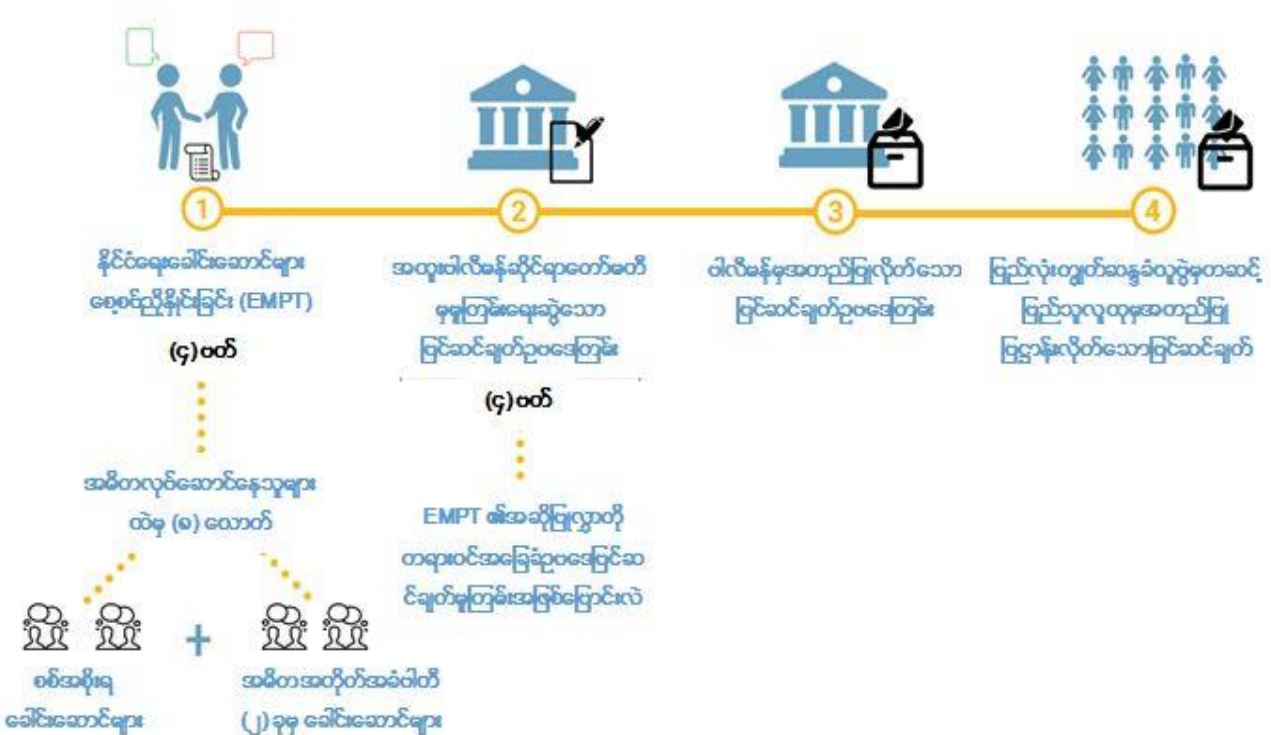 1
2
3
4
နိုင်ငံရေးခေါင်းဆောင်များ
စေ့စပ်ညှိနှိုင်းခြင်း (EMPT)
(၄) ပတ်
အထူးပါလီမန်ဆိုင်ရာကော်မတီ
မှမူကြမ်းရေးဆွဲသော
ပြင်ဆင်ချက်ဥပဒေကြမ်း
(၄) ပတ်
ပါလီမန်မှအတည်ပြုလိုက်သော
ပြင်ဆင်ချက်ဥပဒေကြမ်း
ပြည်လုံးကျွတ်ဆန္ဒခံယူပွဲမှတဆင့်
ပြည်သူလူထုမှအတည်ပြု
ပြဋ္ဌာန်းလိုက်သောပြင်ဆင်ချက်
အဓိကလုပ်ဆောင်နေသူများ
ထဲမှ (၈) ယောက်
EMPT ၏အဆိုပြုလွှာကို
တရားဝင်အခြေခံဥပဒေပြင်ဆ
င်ချက်မူကြမ်းအဖြစ်ပြောင်းလဲ
+
စစ်အစိုးရ
ခေါင်းဆောင်များ
အဓိကအတိုက်အခံပါတီ
(၂) ခုမှ ခေါင်းဆောင်များ